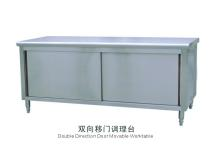 双向移门调理台
Double Direction Door Movable Worktable